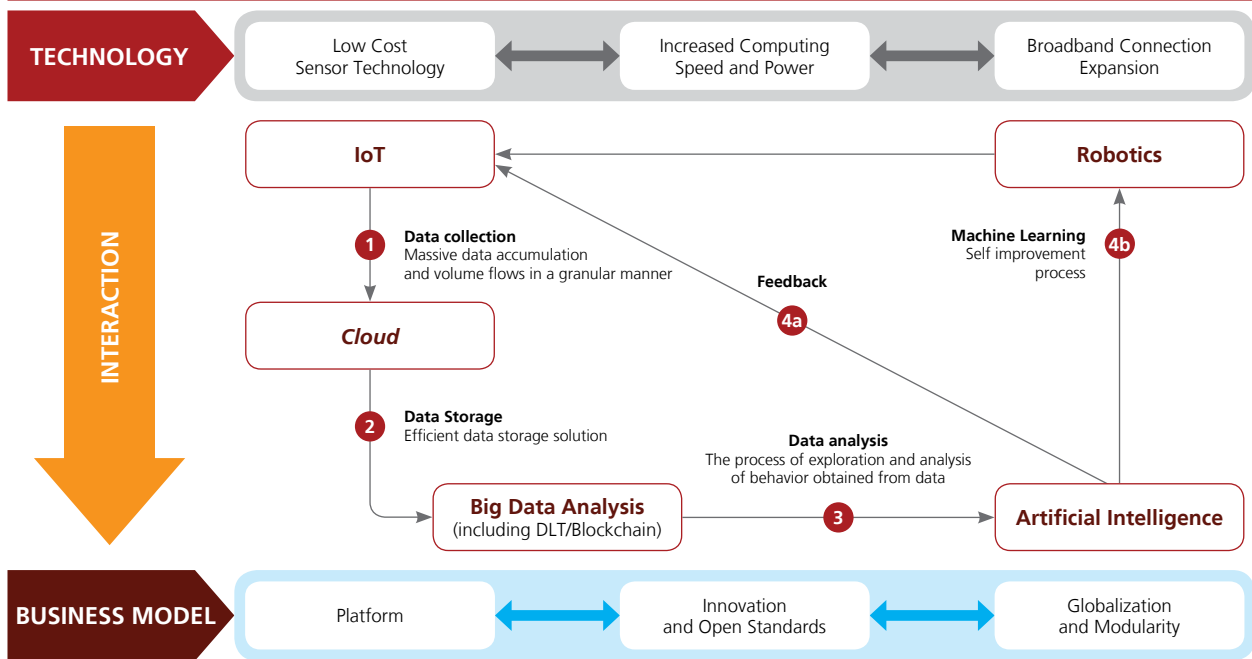 TECHNOLOGY
Low Cost
Sensor Technology
Increased Computing
Speed and Power
Broadband Connection
Expansion
INTERACTION
IoT
Robotics
1
Data collection
Massive data accumulation
and volume flows in a granular manner
Machine Learning
Self improvement
process
4b
Feedback
4a
Cloud
2
Data Storage
Efficient data storage solution
Data analysis
The process of exploration and analysis
of behavior obtained from data
3
Big Data Analysis
(including DLT/Blockchain)
Artificial Intelligence
BUSINESS MODEL
Platform
Innovation
and Open Standards
Globalization
and Modularity